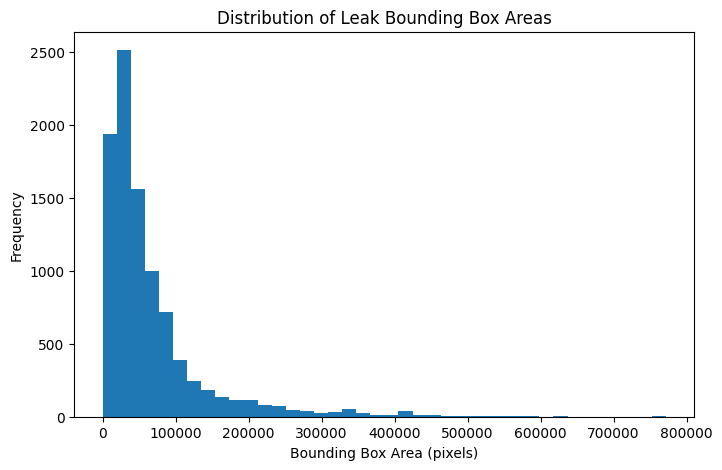 Distribution of Leak Bounding Box Areas
Frequency
2500
2000
1500
1000
500
0
0 100000 200000 300000 400000 500000 600000 700000 800000
Bounding Box Area (pixels)